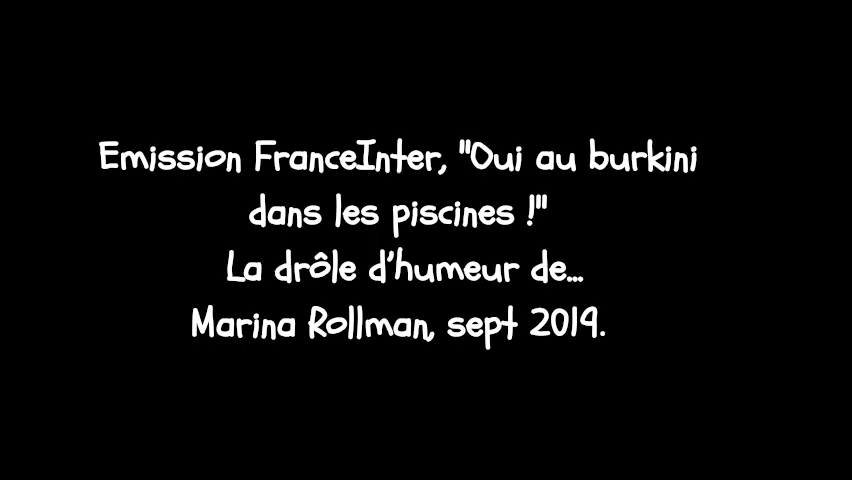 Emission FranceInter, "Oui au burkini
dans les piscines !"
La drôle d'humeur de...
Marina Rollman, sept 2019.